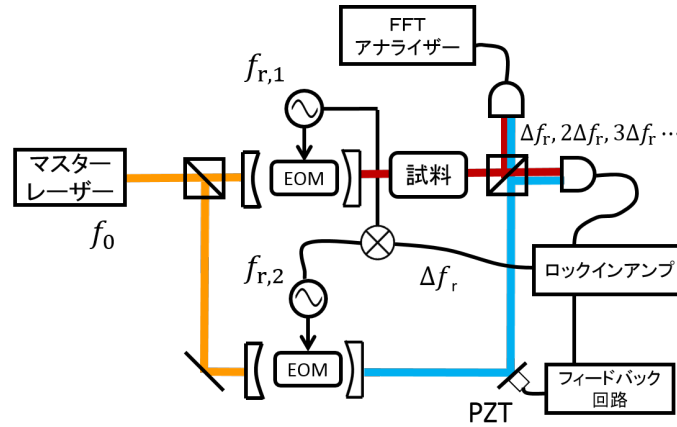 FFT
アナライザー
f_{r,1}
Δf_r, 2Δf_r, 3Δf_r ⋯
マスター
レーザー
EOM
試料
f_0
f_{r,2}
Δf_r
ロックインアンプ
EOM
フィードバック
回路
PZT